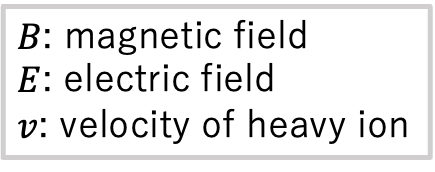 B: magnetic field
E: electric field
v: velocity of heavy ion